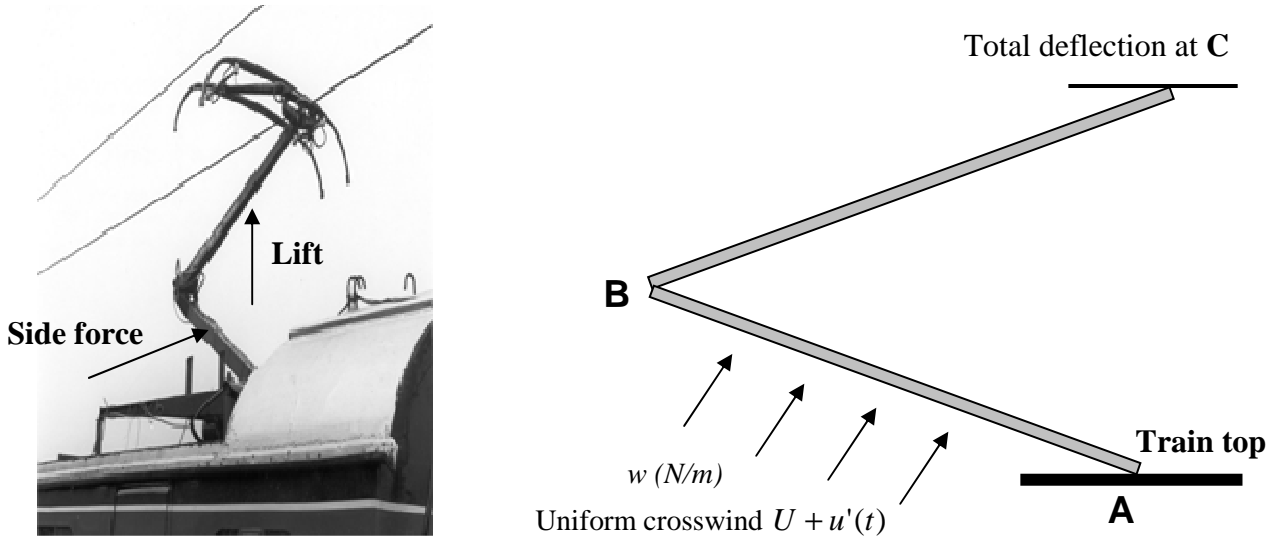 Lift
Side force
Total deflection at C
B
w (N/m)
Uniform crosswind U + u'(t)
Train top
A